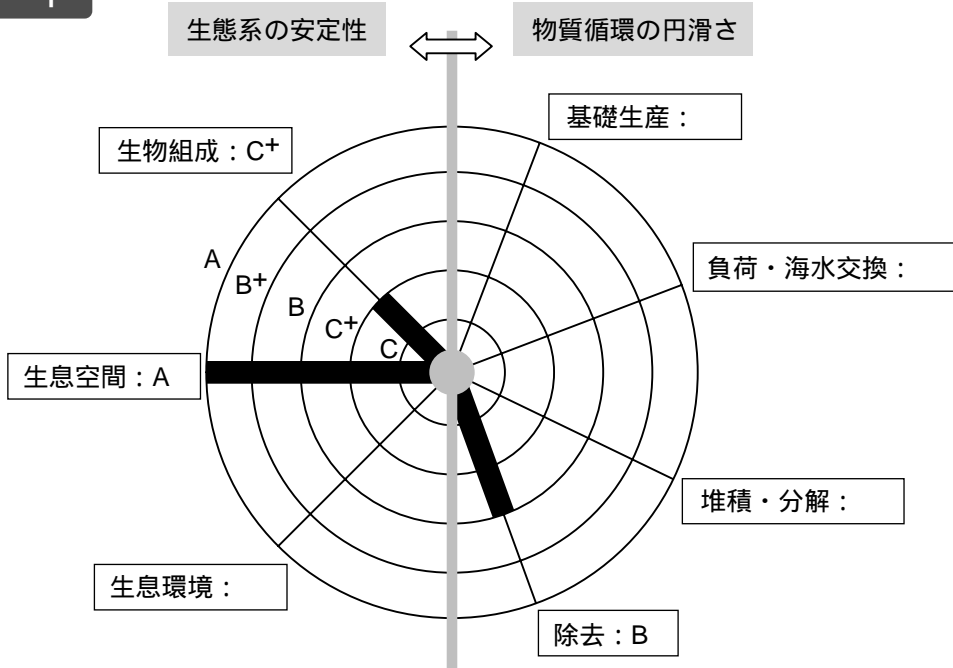 生態系の安定性
物質循環の円滑さ
基礎生産：
生物組成：C+
負荷・海水交換：
A
B+
B
C+
C
生息空間：A
堆積・分解：
生息環境：
除去：B